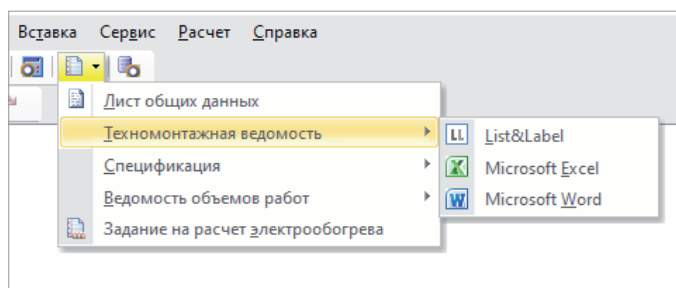 Вставка Сервис Расчет Справка
Лист общих данных
Техномонтажная ведомость
LL List&Label
Спецификация
Microsoft Excel
Ведомость объемов работ
Microsoft Word
Задание на расчет электрообогрева